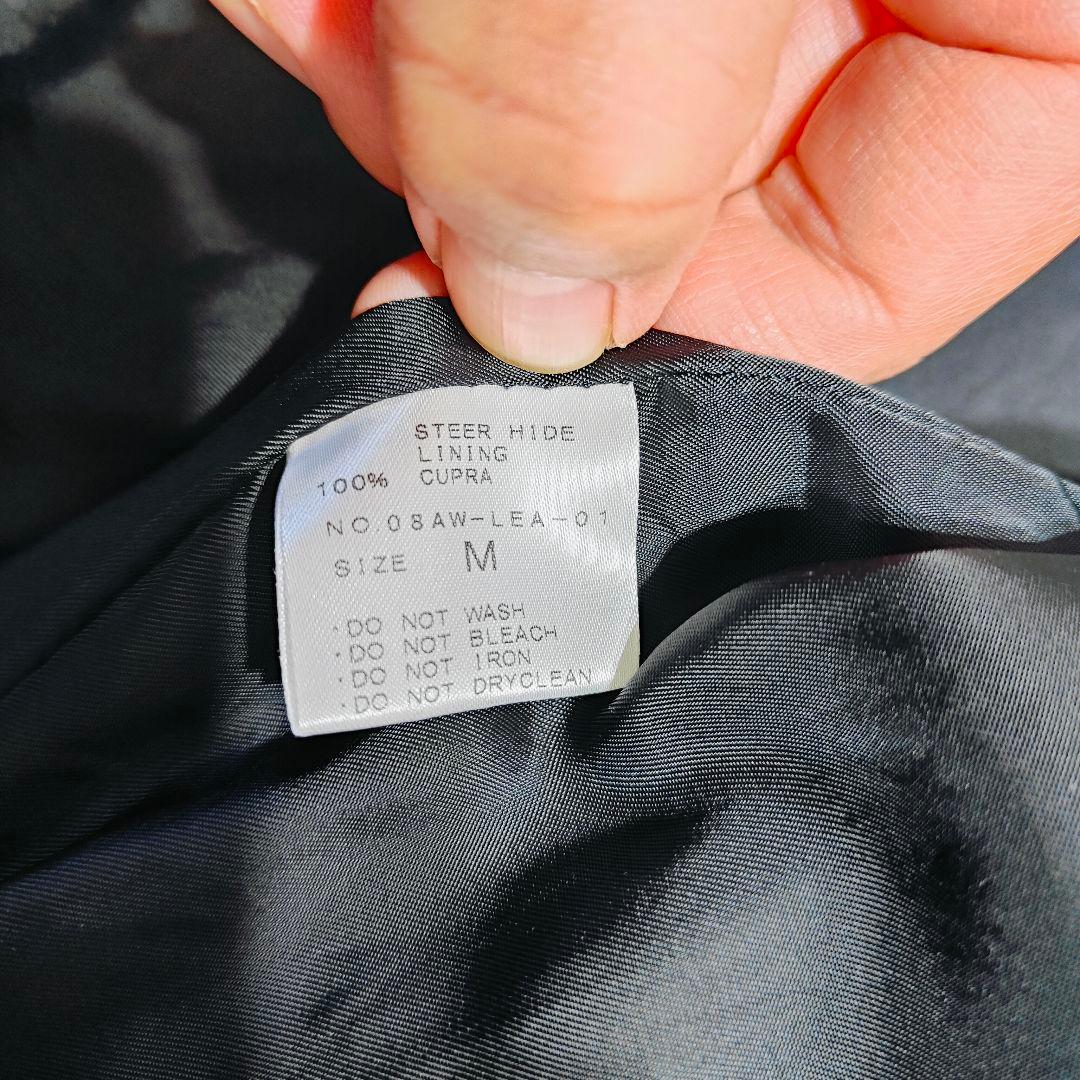 STEER HIDE
LINING
100% CUPRA
NO.08AW-LEA-01
SIZE M
・DO NOT WASH
・DO NOT BLEACH
・DO NOT IRON
・DO NOT DRYCLEAN